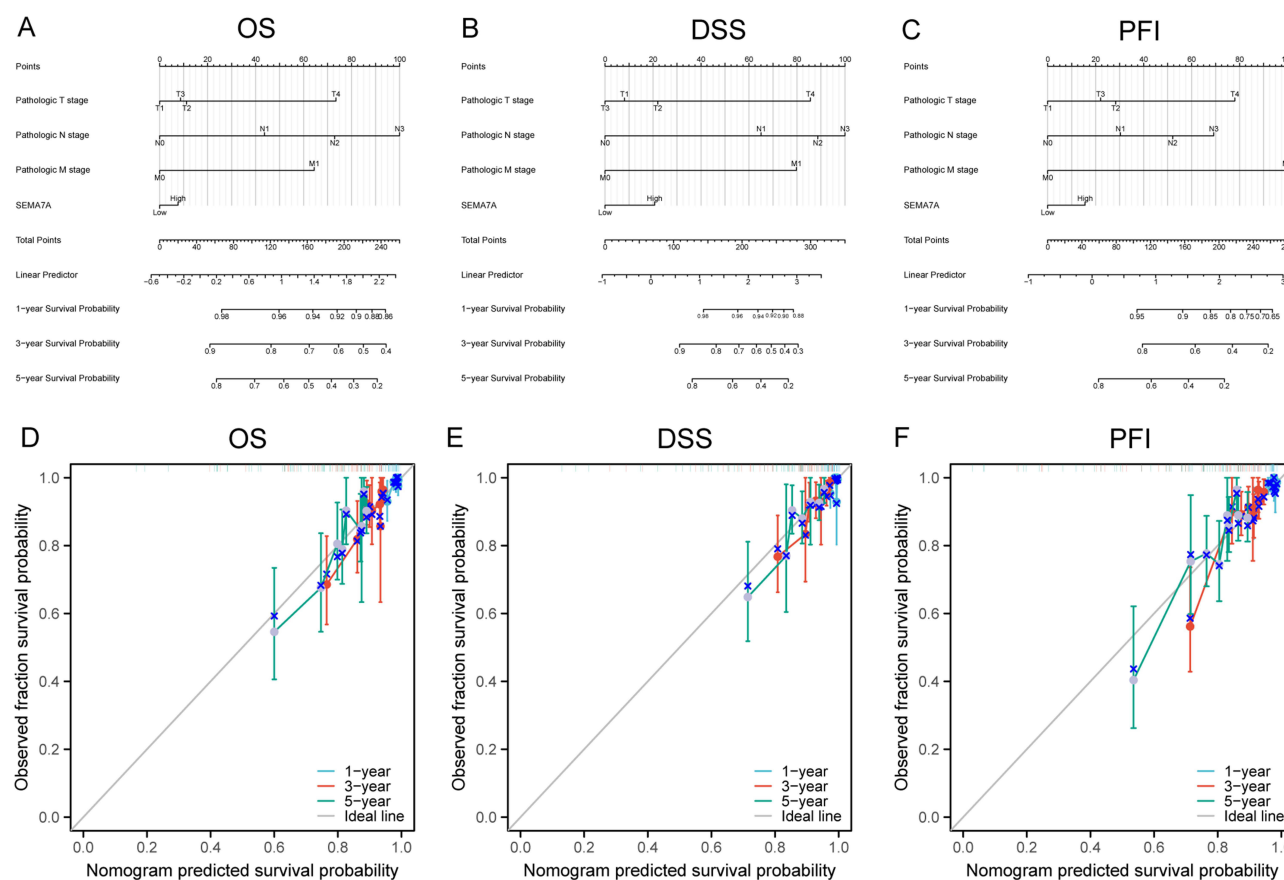 A OS
Points
0 20 40 60 80 100
Pathologic T stage
T1 T3 T2 T4
Pathologic N stage
N0 N1 N2 N3
Pathologic M stage
M0 M1
SEMA7A
Low High
Total Points
0 40 80 120 160 200 240
Linear Predictor
−0.6 −0.2 0.2 0.6 1 1.4 1.8 2.2
1−year Survival Probability
0.98 0.96 0.94 0.92 0.9 0.88 0.86
3−year Survival Probability
0.9 0.8 0.7 0.6 0.5 0.4
5−year Survival Probability
0.8 0.7 0.6 0.5 0.4 0.3 0.2
B DSS
Points
0 20 40 60 80 100
Pathologic T stage
T3 T1 T2 T4
Pathologic N stage
N0 N1 N2 N3
Pathologic M stage
M0 M1
SEMA7A
Low High
Total Points
0 100 200 300
Linear Predictor
−1 0 1 2 3
1−year Survival Probability
0.98 0.96 0.94 0.92 0.90 0.88
3−year Survival Probability
0.9 0.8 0.7 0.6 0.5 0.4 0.3
5−year Survival Probability
0.8 0.6 0.4 0.2
C PFI
Points
0 20 40 60 80
Pathologic T stage
T1 T3 T2 T4
Pathologic N stage
N0 N1 N2 N3
Pathologic M stage
M0
SEMA7A
Low High
Total Points
0 40 80 120 160 200
Linear Predictor
−1 0 1 2 3
1−year Survival Probability
0.95 0.9 0.85 0.8 0.75 0.70 0.65
3−year Survival Probability
0.8 0.6 0.4 0.2
5−year Survival Probability
0.8 0.6 0.4 0.2
D OS
Observed fraction survival probability
1.0
0.8
0.6
0.4
0.2
0.0
1−year
3−year
5−year
Ideal line
0.0 0.2 0.4 0.6 0.8 1.0
Nomogram predicted survival probability
E DSS
Observed fraction survival probability
1.0
0.8
0.6
0.4
0.2
0.0
1−year
3−year
5−year
Ideal line
0.0 0.2 0.4 0.6 0.8 1.0
Nomogram predicted survival probability
F PFI
Observed fraction survival probability
1.0
0.8
0.6
0.4
0.2
0.0
1−year
3−year
5−year
Ideal line
0.0 0.2 0.4 0.6 0.8
Nomogram predicted survival probability